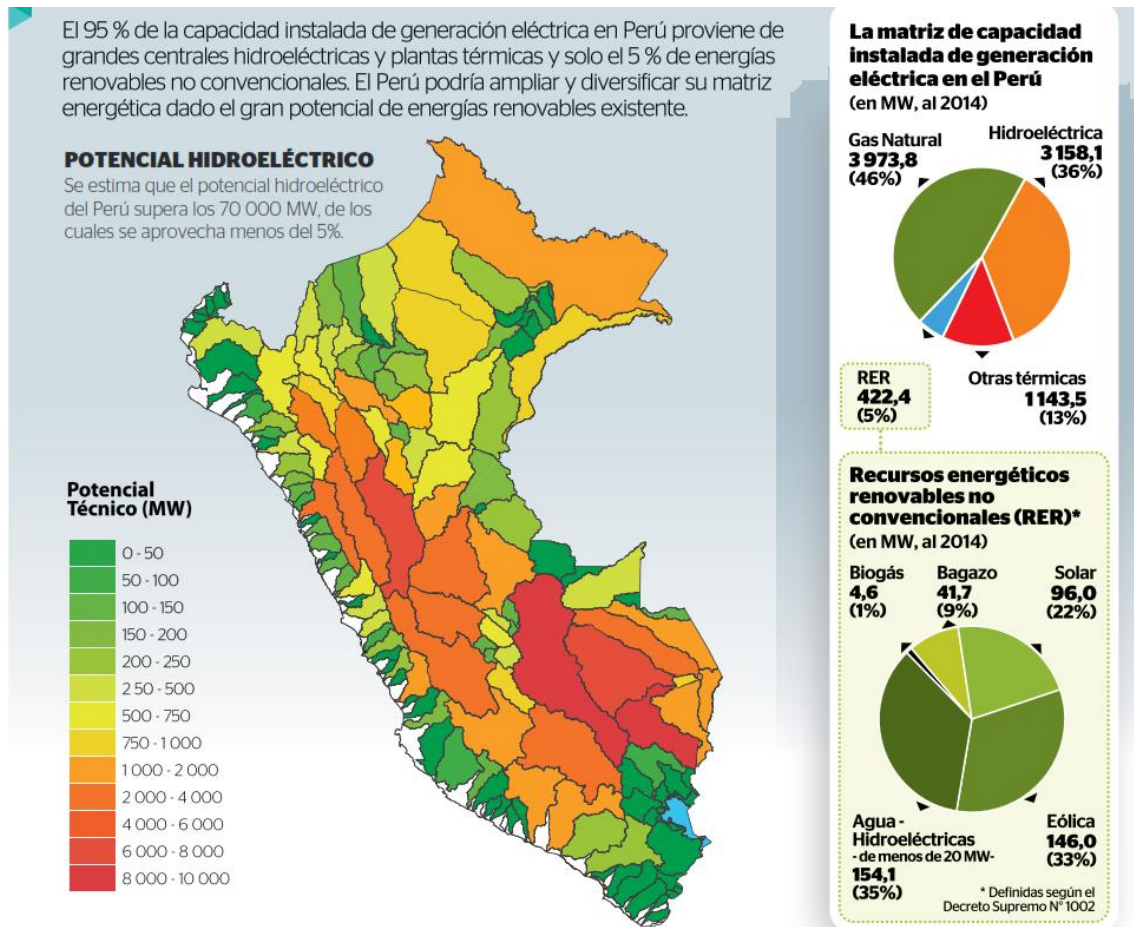 El 95 % de la capacidad instalada de generación eléctrica en Perú proviene de
grandes centrales hidroeléctricas y plantas térmicas y solo el 5 % de energías
renovables no convencionales. El Perú podría ampliar y diversificar su matriz
energética dado el gran potencial de energías renovables existente.
POTENCIAL HIDROELÉCTRICO
Se estima que el potencial hidroeléctrico
del Perú supera los 70 000 MW, de los
cuales se aprovecha menos del 5%.
Potencial
Técnico (MW)
0 - 50
50 - 100
100 - 150
150 - 200
200 - 250
2 50 - 500
500 - 750
750 - 1 000
1 000 - 2 000
2 000 - 4 000
4 000 - 6 000
6 000 - 8 000
8 000 - 10 000
La matriz de capacidad
instalada de generación
eléctrica en el Perú
(en MW, al 2014)
Gas Natural
3 973,8
(46%)
Hidroeléctrica
3 158,1
(36%)
RER
422,4
(5%)
Otras térmicas
1 143,5
(13%)
Recursos energéticos
renovables no
convencionales (RER)*
(en MW, al 2014)
Biogás
4,6
(1%)
Bagazo
41,7
(9%)
Solar
96,0
(22%)
Agua -
Hidroeléctricas
- de menos de 20 MW-
154,1
(35%)
Eólica
146,0
(33%)
* Definidas según el
Decreto Supremo N° 1002